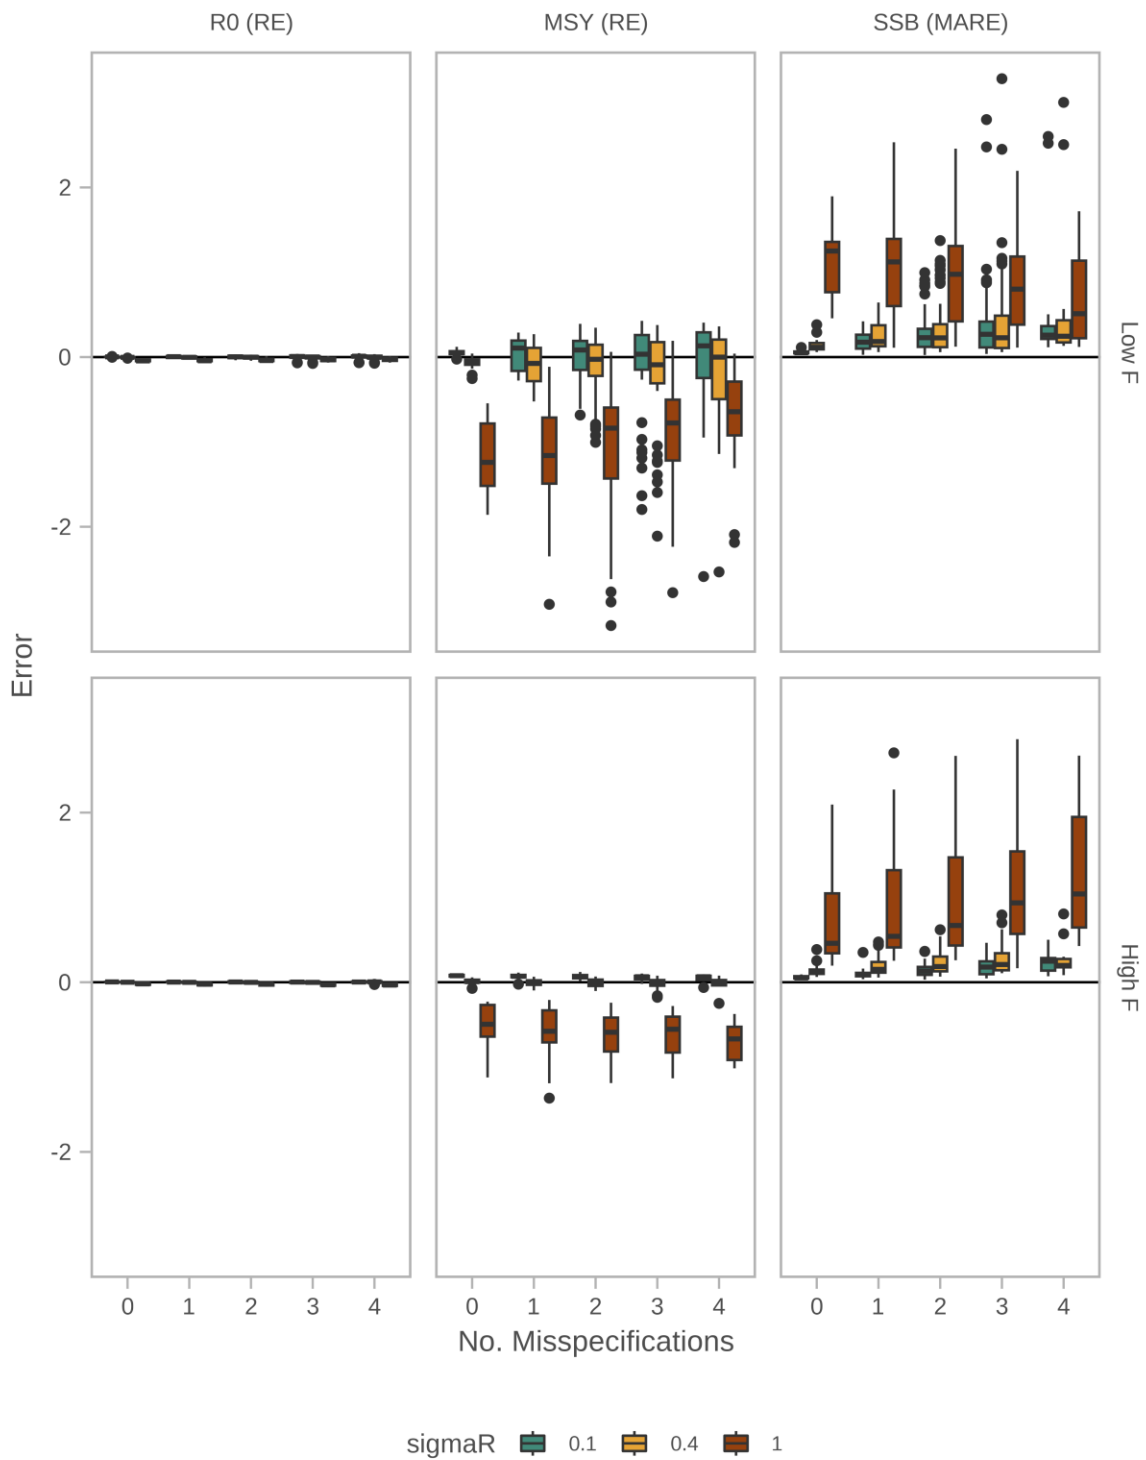 R0 (RE) MSY (RE) SSB (MARE)
2
0
-2
Low F
Error
2
0
-2
High F
0 1 2 3 4 0 1 2 3 4 0 1 2 3 4
No. Misspecifications
sigmaR 0.1 0.4 1